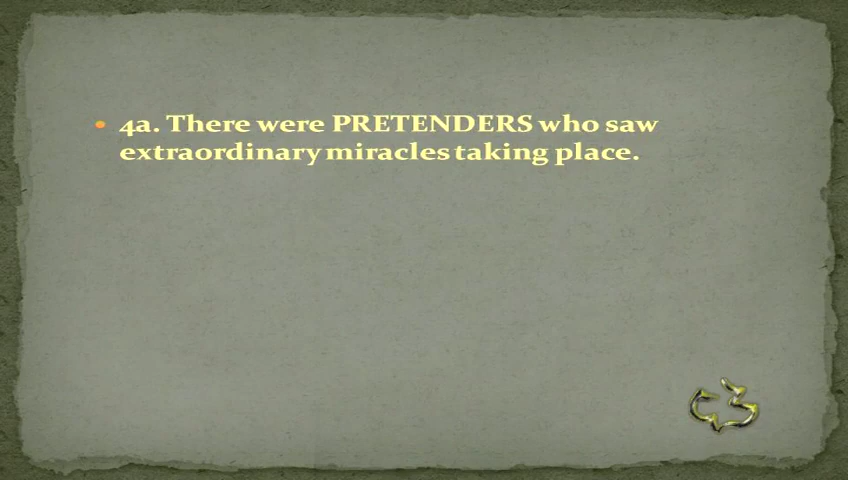 • 4a. There were PRETENDERS who saw
extraordinary miracles taking place.